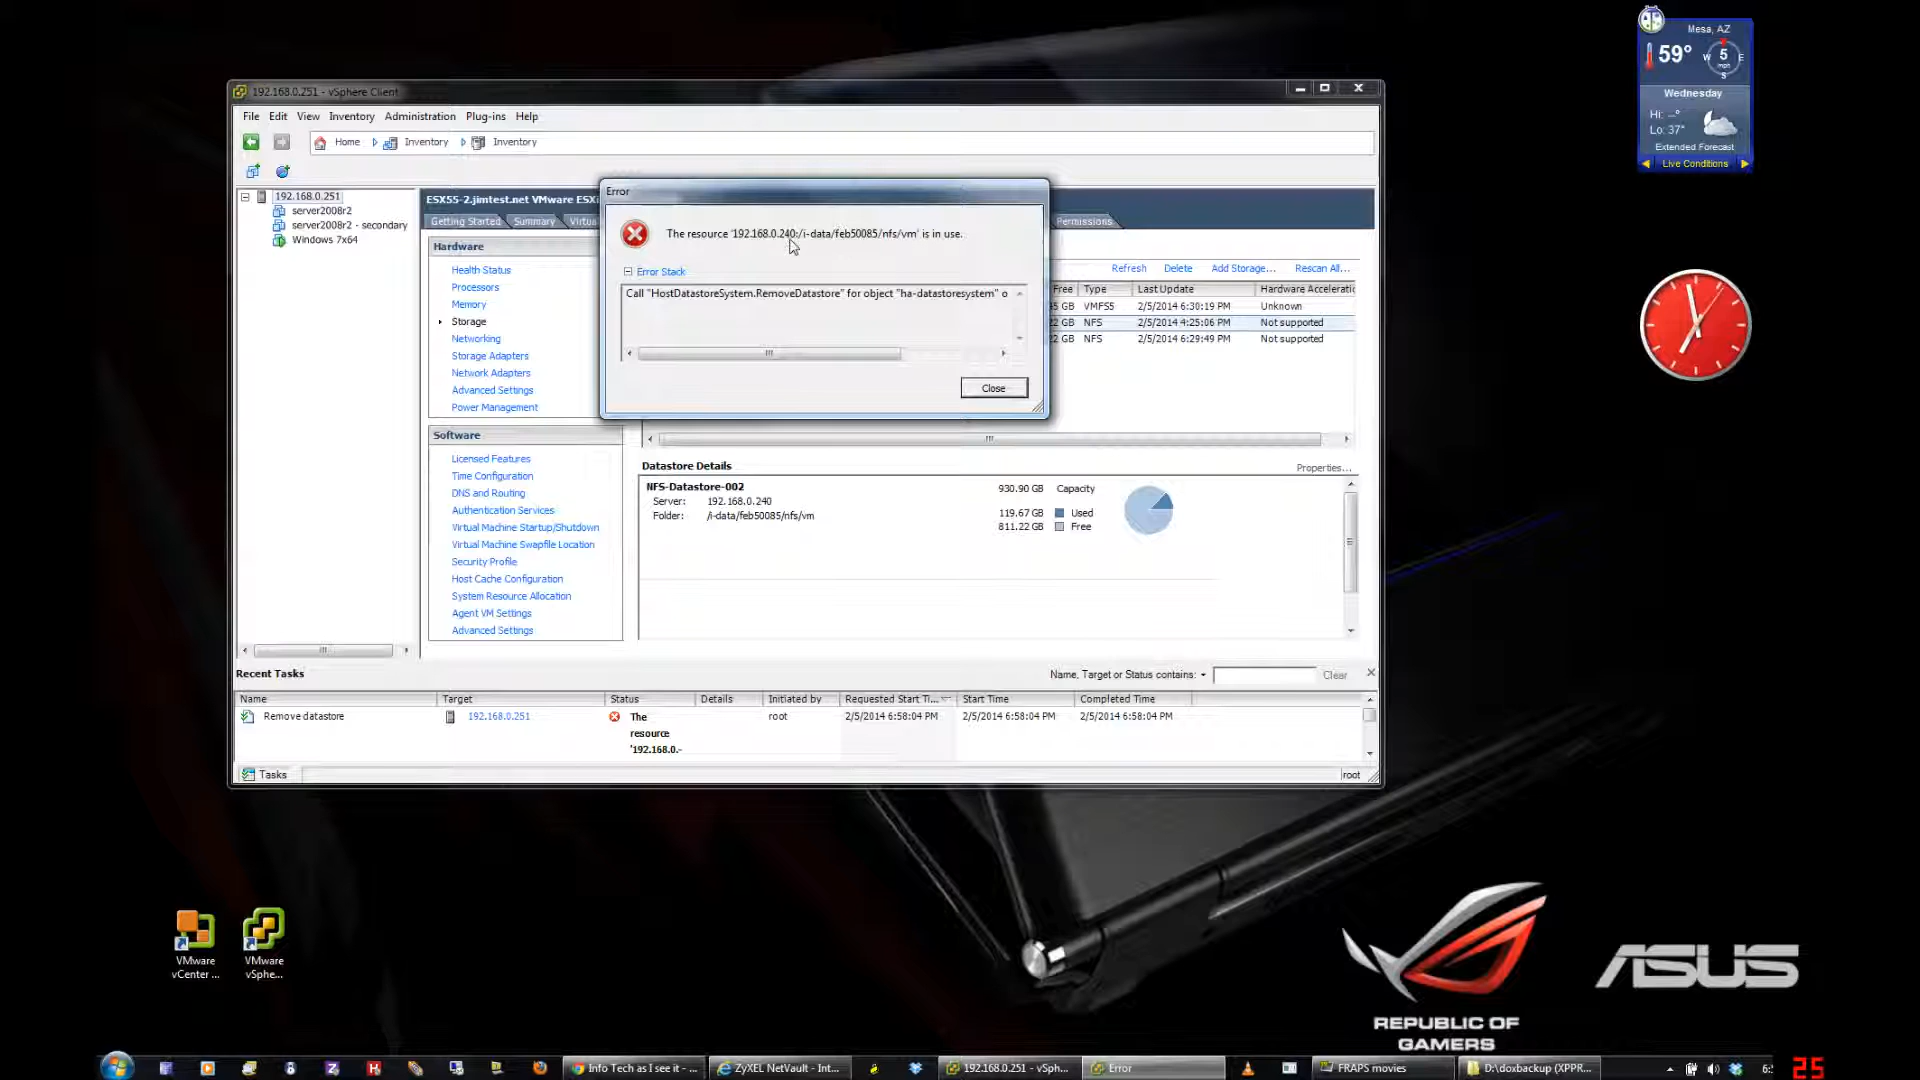 Mesa, AZ
59°
W 5 E
mph
S
Wednesday
Hi: --°
Lo: 37°
Extended Forecast
Live Conditions
192.168.0.251 - vSphere Client
File Edit View Inventory Administration Plug-ins Help
Home Inventory Inventory
192.168.0.251
server2008r2
server2008r2 - secondary
Windows 7x64
ESX55-2.jimtest.net VMware ESXi
Getting Started Summary Virtual Permissions
Error
The resource '192.168.0.240:/i-data/feb50085/nfs/vm' is in use.
Error Stack
Call "HostDatastoreSystem.RemoveDatastore" for object "ha-datastoresystem" o
Close
Hardware
Health Status
Processors
Memory
Storage
Networking
Storage Adapters
Network Adapters
Advanced Settings
Power Management
Refresh Delete Add Storage... Rescan All...
Free Type Last Update Hardware Acceleratio
GB VMFS5 2/5/2014 6:30:19 PM Unknown
22 GB NFS 2/5/2014 4:25:06 PM Not supported
22 GB NFS 2/5/2014 6:29:49 PM Not supported
Software
Licensed Features
Time Configuration
DNS and Routing
Authentication Services
Virtual Machine Startup/Shutdown
Virtual Machine Swapfile Location
Security Profile
Host Cache Configuration
System Resource Allocation
Agent VM Settings
Advanced Settings
Datastore Details Properties...
NFS-Datastore-002 930.90 GB Capacity
Server: 192.168.0.240
Folder: /i-data/feb50085/nfs/vm
119.67 GB Used
811.22 GB Free
Recent Tasks Name, Target or Status contains: Clear
Name Target Status Details Initiated by Requested Start Ti... Start Time Completed Time
Remove datastore 192.168.0.251 The resource '192.168.0.- root 2/5/2014 6:58:04 PM 2/5/2014 6:58:04 PM 2/5/2014 6:58:04 PM
Tasks root
VMware vCenter ...
VMware vSphe...
REPUBLIC OF
GAMERS
ASUS
Info Tech as I see it - ... ZyXEL NetVault - Int... 192.168.0.251 - vSph... Error FRAPS movies D:\doxbackup (XPPR... 6:
25